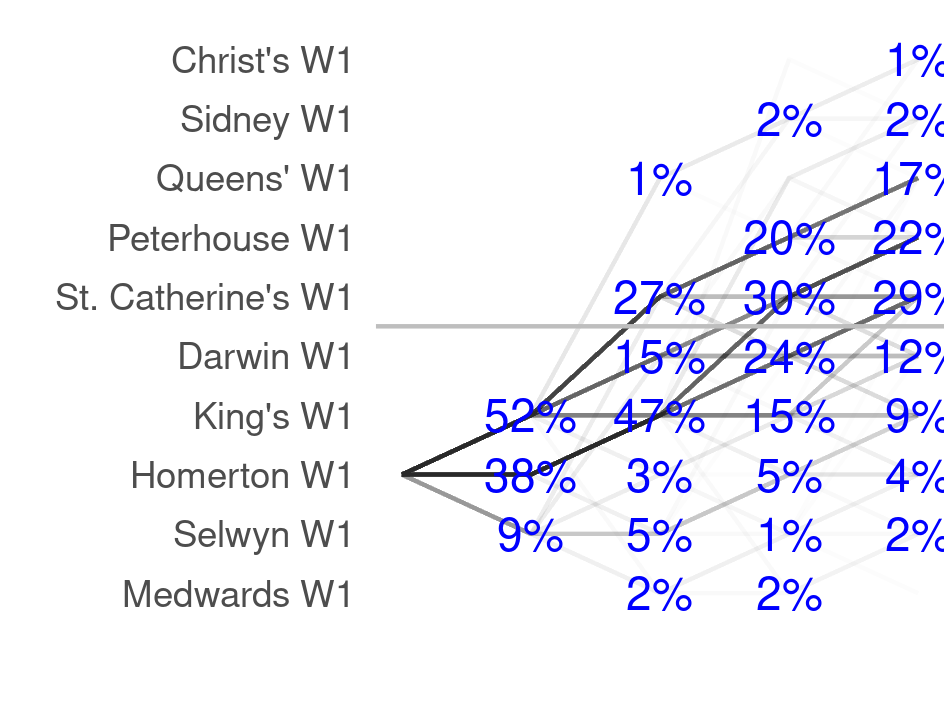 Christ's W1 1%
Sidney W1 2% 2%
Queens' W1 1% 17%
Peterhouse W1 20% 22%
St. Catherine's W1 27% 30% 29%
Darwin W1 15% 24% 12%
King's W1 52% 47% 15% 9%
Homerton W1 38% 3% 5% 4%
Selwyn W1 9% 5% 1% 2%
Medwards W1 2% 2%